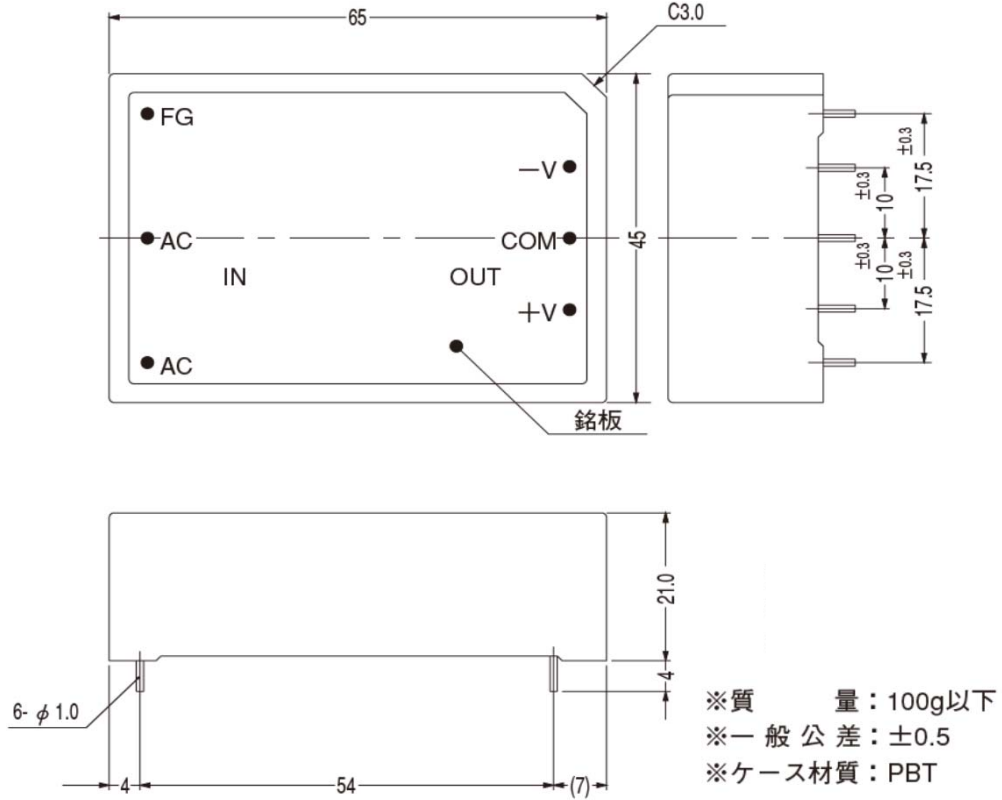 65
C3.0
FG
−V
AC
COM
IN
OUT
+V
AC
銘板
45
±0.3
17.5
±0.3
10
±0.3
10
±0.3
17.5
21.0
4
6- φ 1.0
4
54
(7)
※質 量：100g以下
※一 般 公 差：±0.5
※ケース材質：PBT